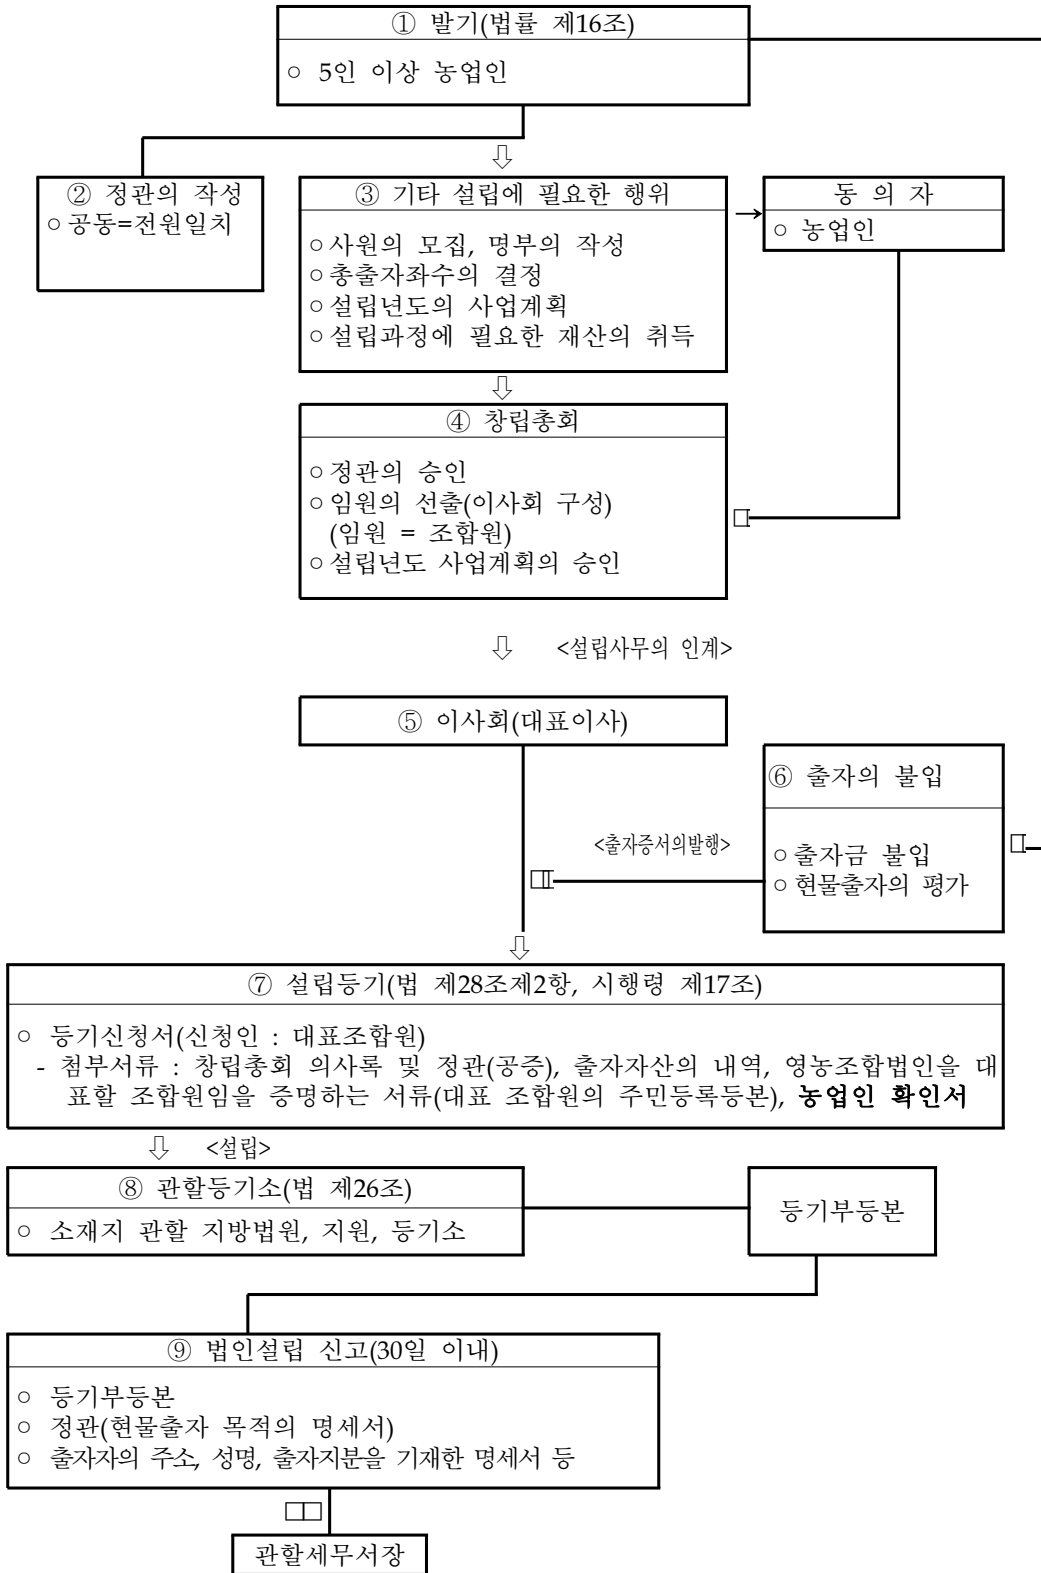 ① 발기(법률 제16조)
○ 5인 이상 농업인
② 정관의 작성
○ 공동=전원일치
③ 기타 설립에 필요한 행위
○ 사원의 모집, 명부의 작성
○ 총출자좌수의 결정
○ 설립년도의 사업계획
○ 설립과정에 필요한 재산의 취득
동 의 자
○ 농업인
④ 창립총회
○ 정관의 승인
○ 임원의 선출(이사회 구성)
(임원 = 조합원)
○ 설립년도 사업계획의 승인
<설립사무의 인계>
⑤ 이사회(대표이사)
⑥ 출자의 불입
○ 출자금 불입
○ 현물출자의 평가
<출자증서의발행>
⑦ 설립등기(법 제28조제2항, 시행령 제17조)
○ 등기신청서(신청인 : 대표조합원)
- 첨부서류 : 창립총회 의사록 및 정관(공증), 출자자산의 내역, 영농조합법인을 대
표할 조합원임을 증명하는 서류(대표 조합원의 주민등록등본), 농업인 확인서
<설립>
⑧ 관할등기소(법 제26조)
○ 소재지 관할 지방법원, 지원, 등기소
등기부등본
⑨ 법인설립 신고(30일 이내)
○ 등기부등본
○ 정관(현물출자 목적의 명세서)
○ 출자자의 주소, 성명, 출자지분을 기재한 명세서 등
관할세무서장